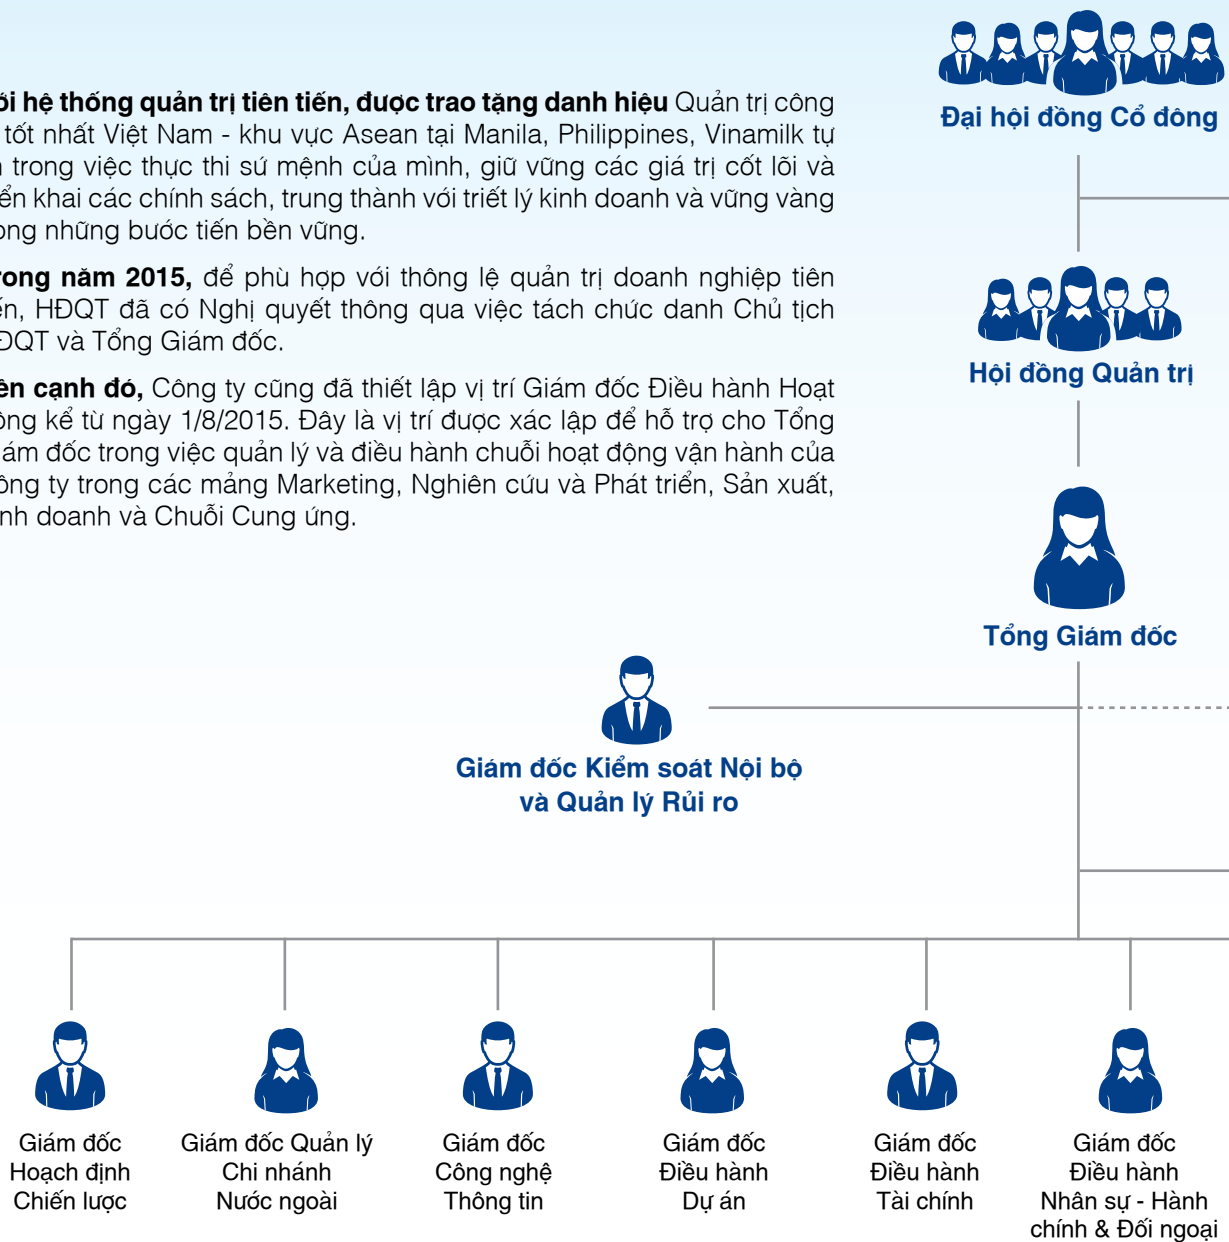 ới hệ thống quản trị tiên tiến, được trao tặng danh hiệu Quản trị công
tốt nhất Việt Nam - khu vực Asean tại Manila, Philippines, Vinamilk tự
trong việc thực thi sứ mệnh của mình, giữ vững các giá trị cốt lõi và
ển khai các chính sách, trung thành với triết lý kinh doanh và vững vàng
ong những bước tiến bền vững.
rong năm 2015, để phù hợp với thông lệ quản trị doanh nghiệp tiên
ến, HĐQT đã có Nghị quyết thông qua việc tách chức danh Chủ tịch
ĐQT và Tổng Giám đốc.
ên cạnh đó, Công ty cũng đã thiết lập vị trí Giám đốc Điều hành Hoạt
ộng kể từ ngày 1/8/2015. Đây là vị trí được xác lập để hỗ trợ cho Tổng
iám đốc trong việc quản lý và điều hành chuỗi hoạt động vận hành của
ông ty trong các mảng Marketing, Nghiên cứu và Phát triển, Sản xuất,
inh doanh và Chuỗi Cung ứng.
Đại hội đồng Cổ đông
Hội đồng Quản trị
Tổng Giám đốc
Giám đốc Kiểm soát Nội bộ
và Quản lý Rủi ro
Giám đốc
Hoạch định
Chiến lược
Giám đốc Quản lý
Chi nhánh
Nước ngoài
Giám đốc
Công nghệ
Thông tin
Giám đốc
Điều hành
Dự án
Giám đốc
Điều hành
Tài chính
Giám đốc
Điều hành
Nhân sự - Hành
chính & Đối ngoại